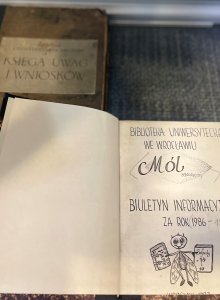 KSIĘGA UWAG
I WNIOSKÓW
BIBLIOTEKA UNIWERSYTECKA
WE WROCŁAWIU
Mól
BIULETYN INFORMACYJ
ZA ROK 1986 -